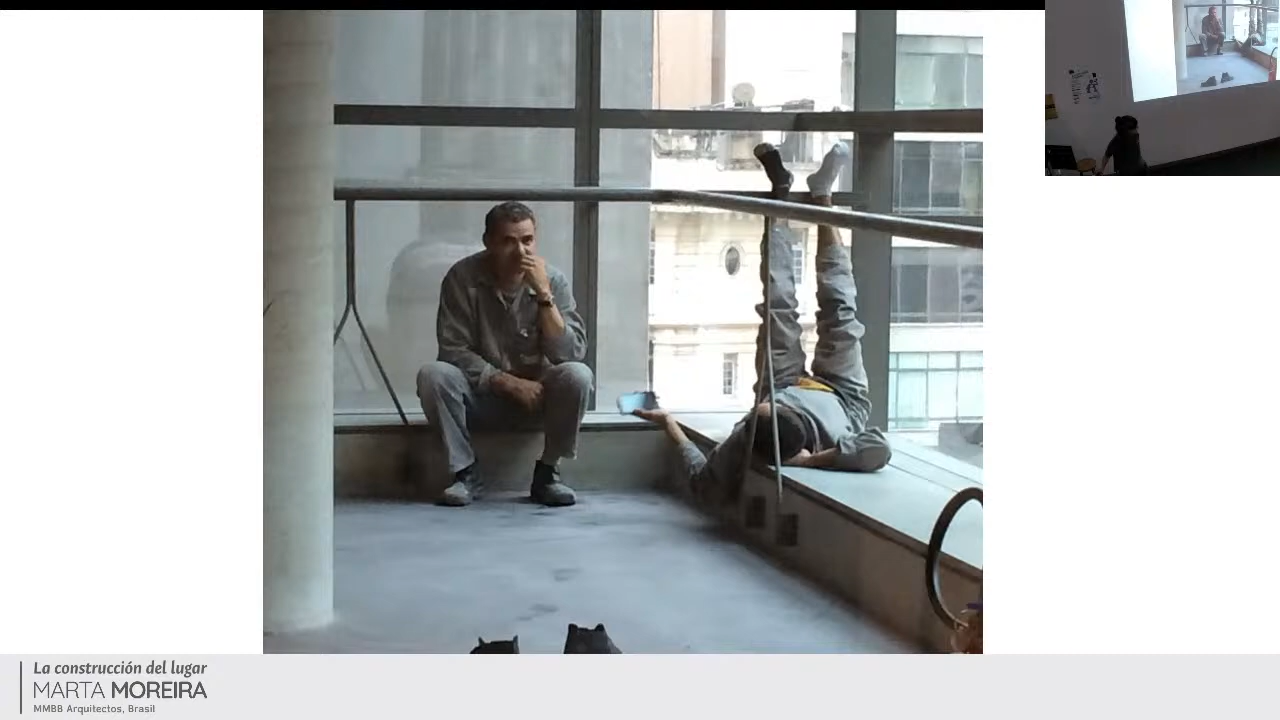 La construcción del lugar
MARTA MOREIRA
MMBB Arquitectos, Brasil